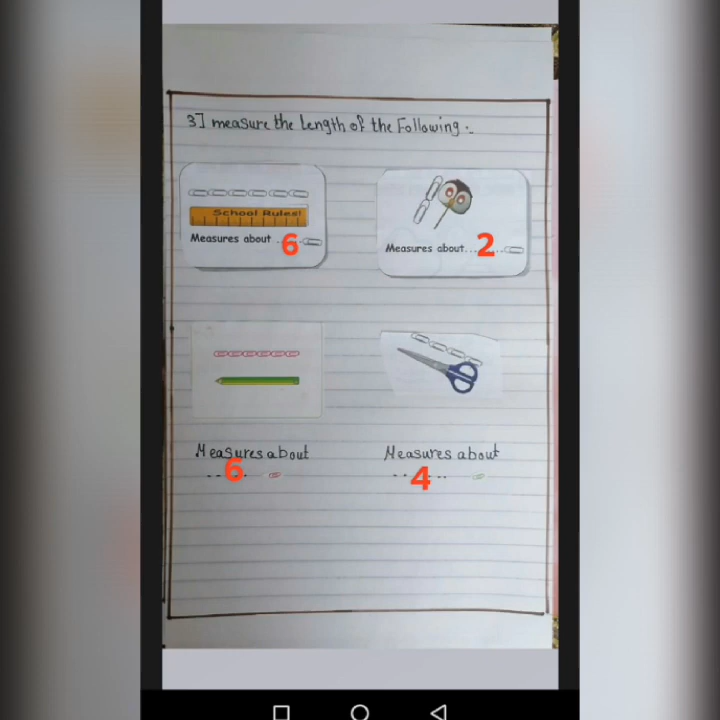 3] measure the Length of the Following :-
School Rules!
Measures about ...6...
Measures about...2...
Measures about
Measures about
...6...
...4...